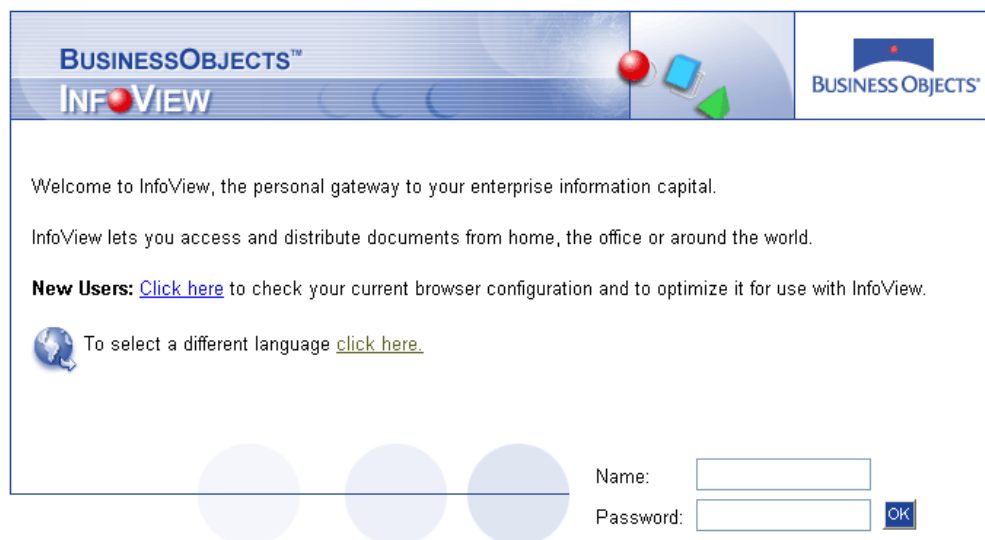 BUSINESSOBJECTS™
INFOVIEW
BUSINESS OBJECTS®
Welcome to InfoView, the personal gateway to your enterprise information capital.
InfoView lets you access and distribute documents from home, the office or around the world.
New Users: Click here to check your current browser configuration and to optimize it for use with InfoView.
To select a different language click here.
Name:
Password:
OK